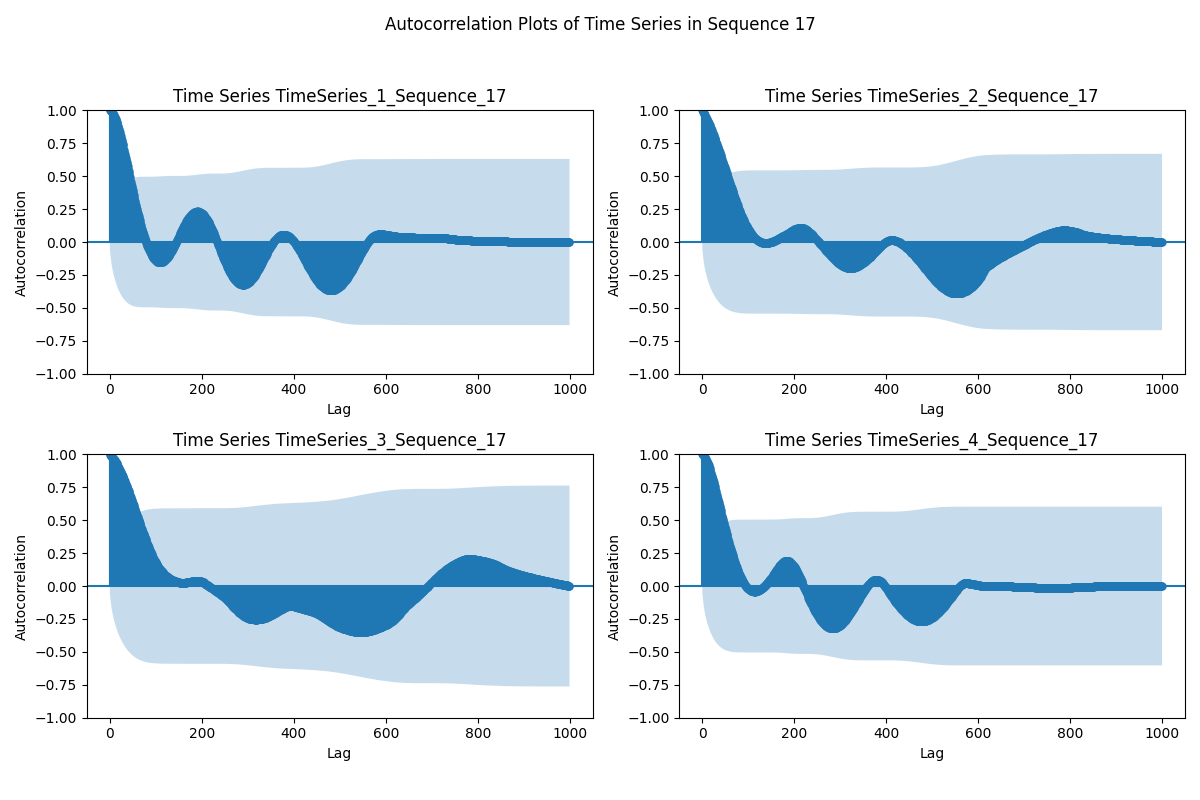 Autocorrelation Plots of Time Series in Sequence 17
Time Series TimeSeries_1_Sequence_17
1.00
0.75
0.50
0.25
0.00
−0.25
−0.50
−0.75
−1.00
Autocorrelation
0 200 400 600 800 1000
Lag
Time Series TimeSeries_2_Sequence_17
1.00
0.75
0.50
0.25
0.00
−0.25
−0.50
−0.75
−1.00
Autocorrelation
0 200 400 600 800 1000
Lag
Time Series TimeSeries_3_Sequence_17
1.00
0.75
0.50
0.25
0.00
−0.25
−0.50
−0.75
−1.00
Autocorrelation
0 200 400 600 800 1000
Lag
Time Series TimeSeries_4_Sequence_17
1.00
0.75
0.50
0.25
0.00
−0.25
−0.50
−0.75
−1.00
Autocorrelation
0 200 400 600 800 1000
Lag